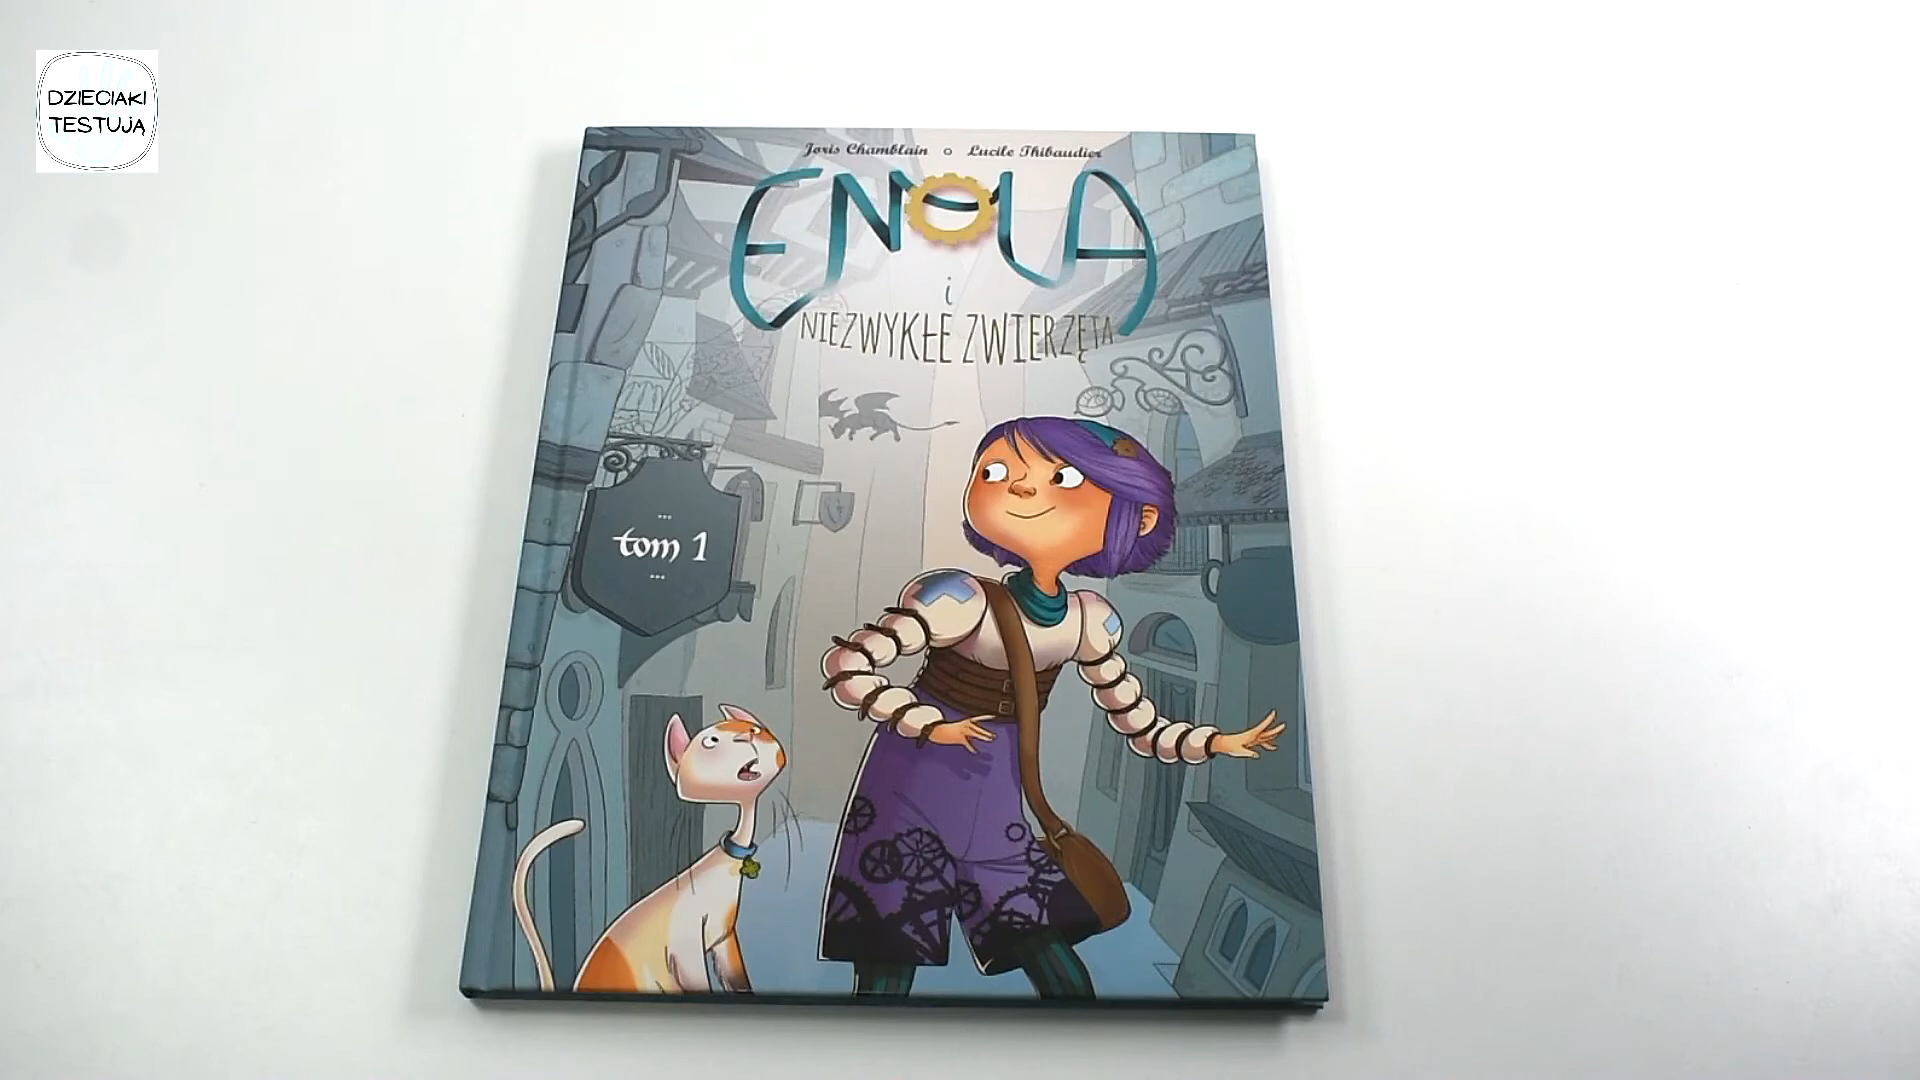 DZIECIAKI
TESTUJĄ
Joris Chamblain o Lucile Thibaudier
ENOLA
i
NIEZWYKŁE ZWIERZĘTA
tom 1